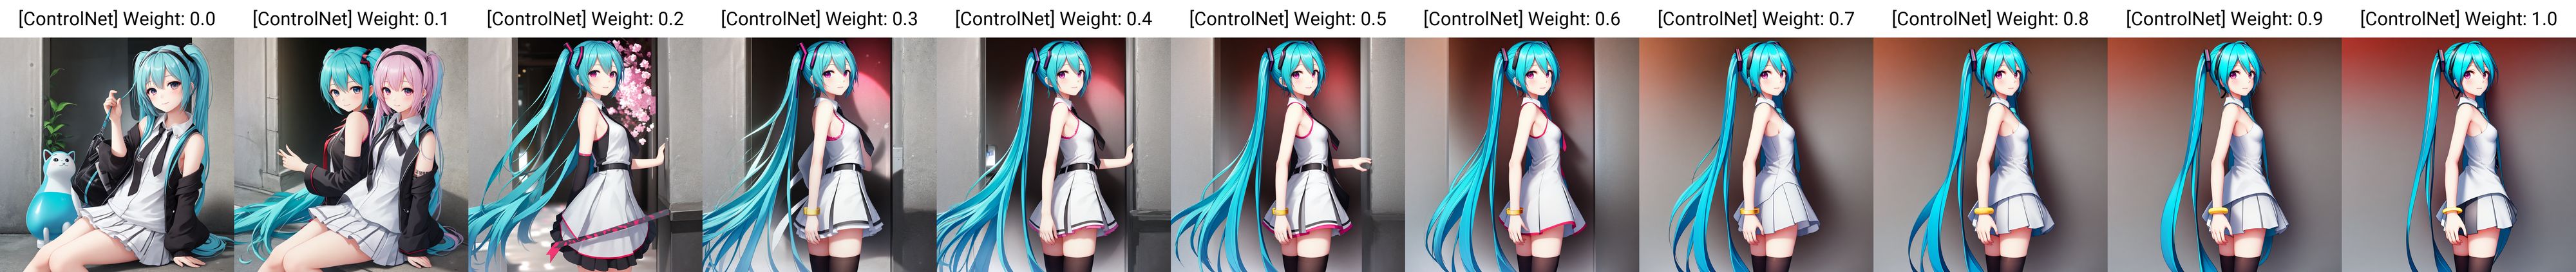 [ControlNet] Weight: 0.0
[ControlNet] Weight: 0.1
[ControlNet] Weight: 0.2
[ControlNet] Weight: 0.3
[ControlNet] Weight: 0.4
[ControlNet] Weight: 0.5
[ControlNet] Weight: 0.6
[ControlNet] Weight: 0.7
[ControlNet] Weight: 0.8
[ControlNet] Weight: 0.9
[ControlNet] Weight: 1.0